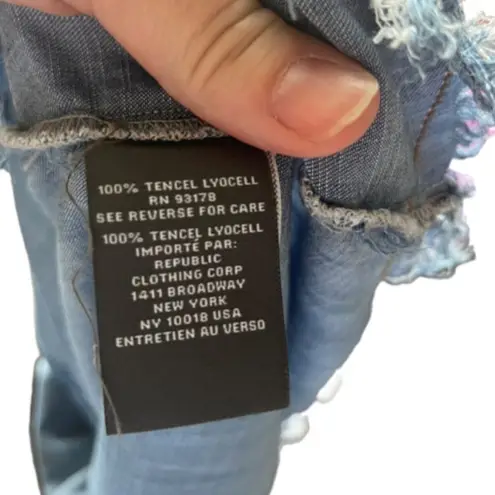 100% TENCEL LYOCELL
RN 93178
SEE REVERSE FOR CARE
100% TENCEL LYOCELL
IMPORTÉ PAR:
REPUBLIC
CLOTHING CORP
1411 BROADWAY
NEW YORK
NY 10018 USA
ENTRETIEN AU VERSO